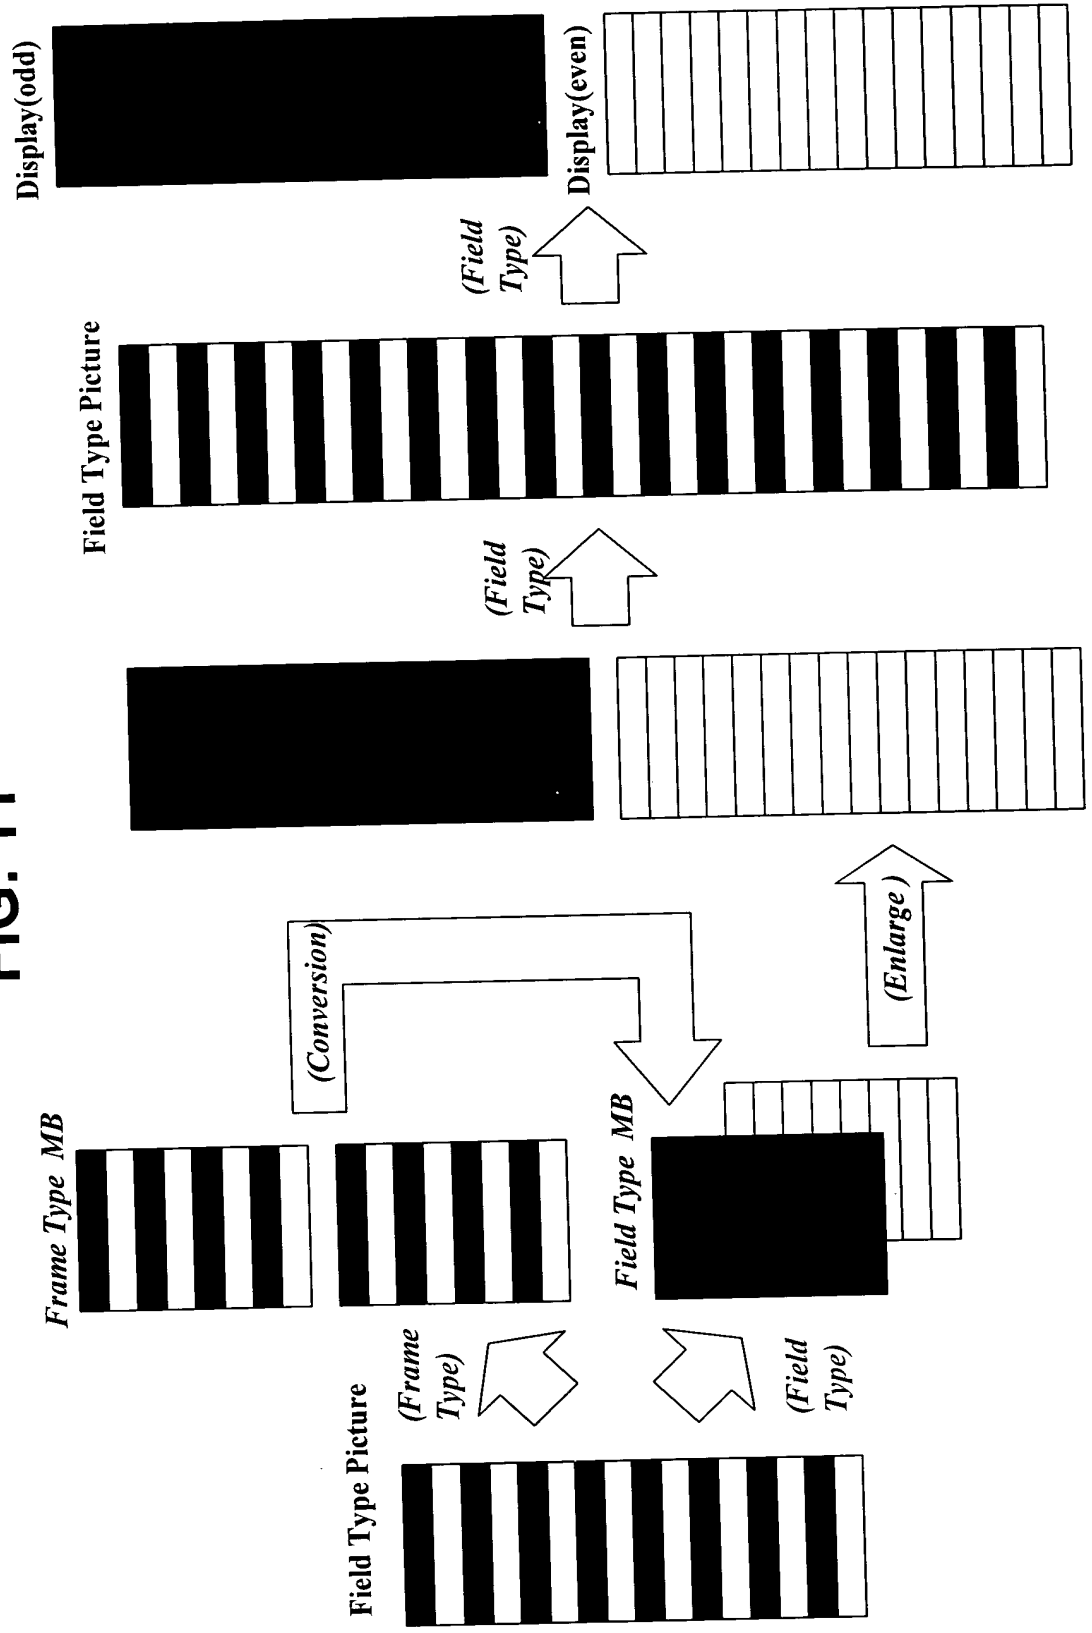 FIG. 11
Field Type Picture
(Frame
Type)
(Field
Type)
Frame Type MB
(Conversion)
Field Type MB
(Enlarge)
(Field
Type)
Field Type Picture
(Field
Type)
Display(odd)
Display(even)